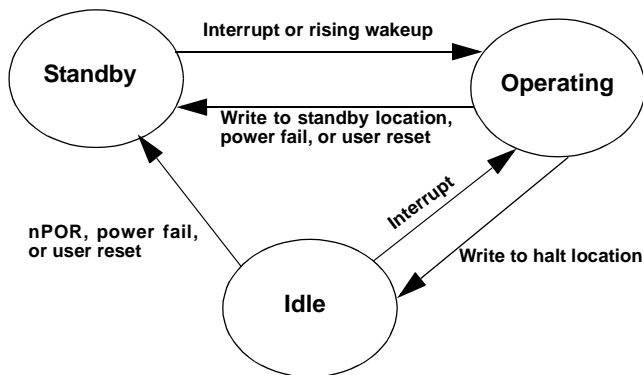 Interrupt or rising wakeup
Standby
Operating
Write to standby location,
power fail, or user reset
Interrupt
nPOR, power fail,
or user reset
Write to halt location
Idle